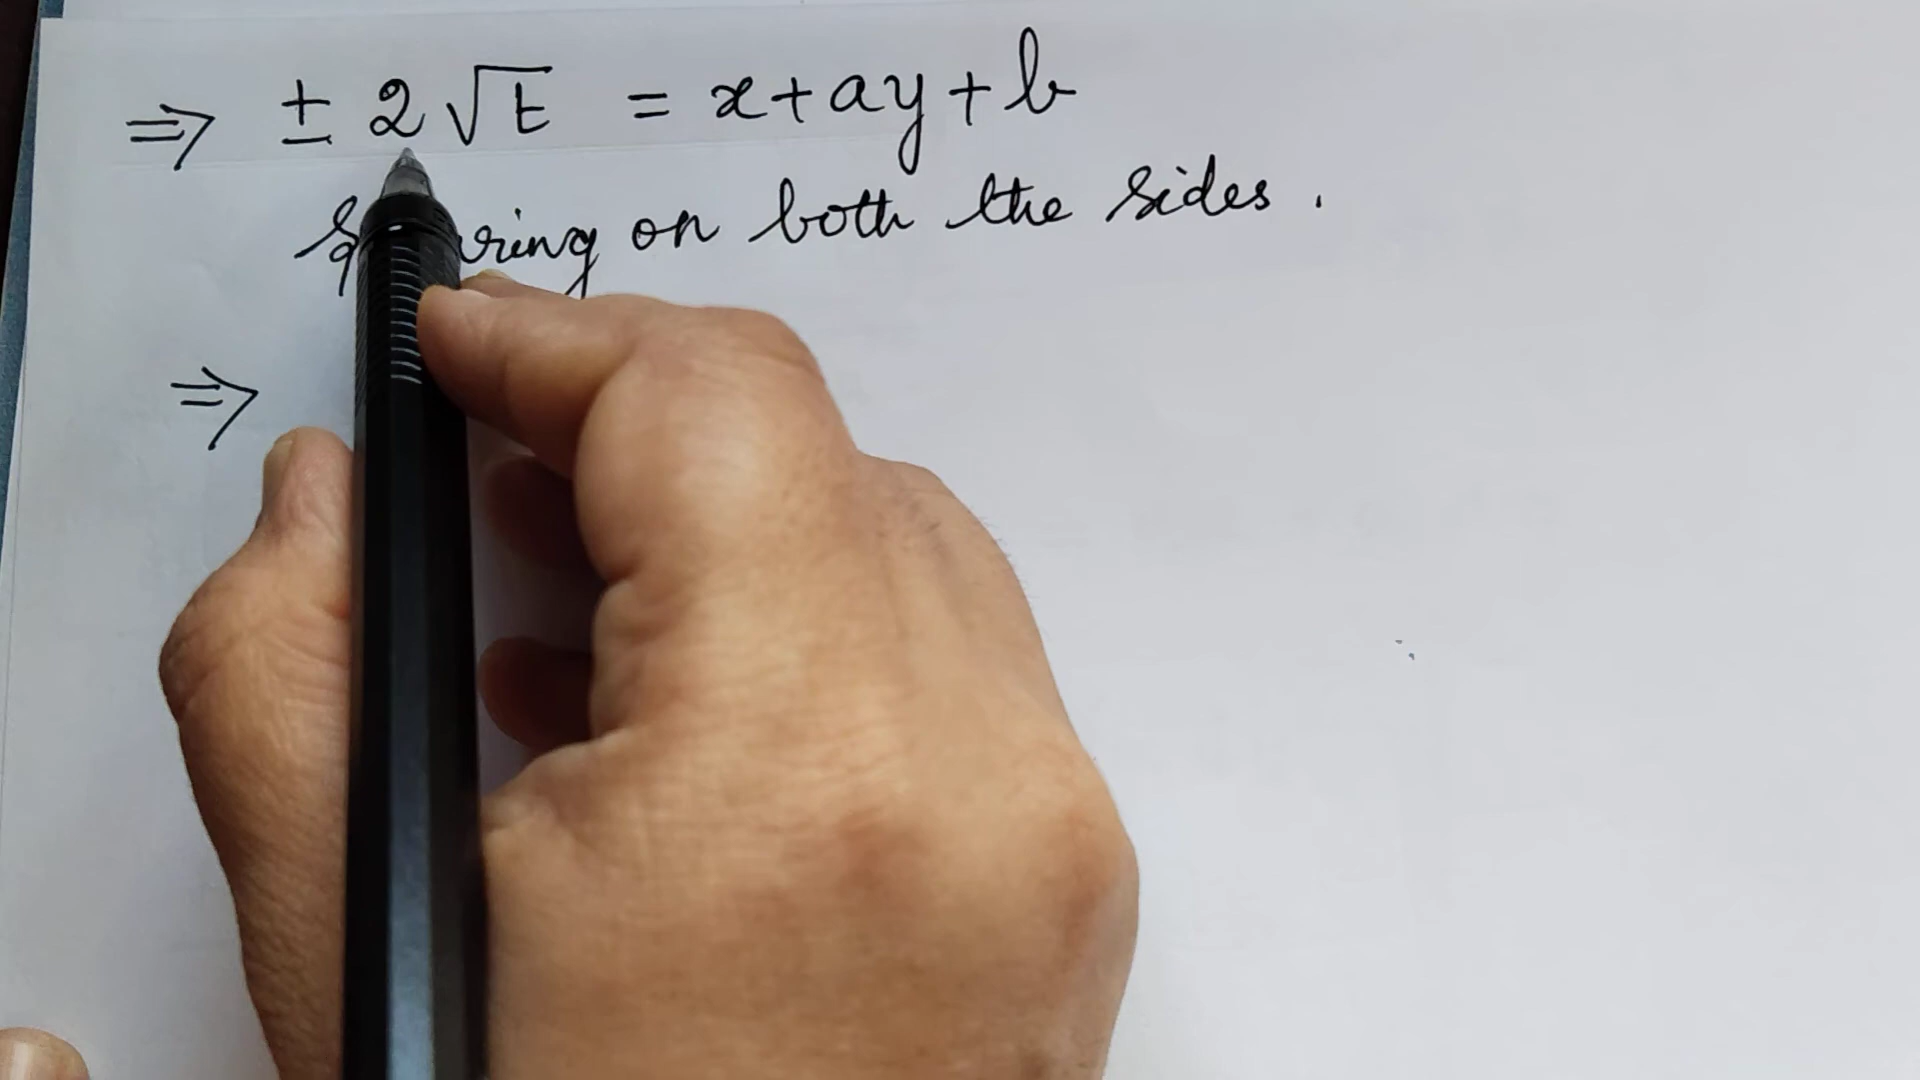 ⇒ ± 2√t = x + ay + b
on both the sides.
⇒